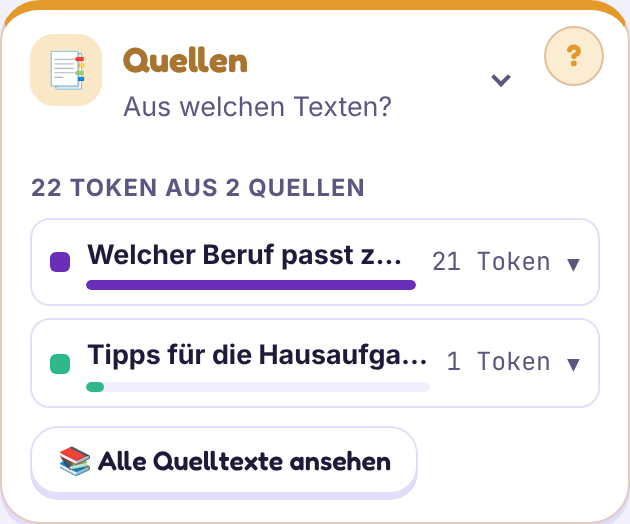 Quellen
?
Aus welchen Texten?
22 TOKEN AUS 2 QUELLEN
Welcher Beruf passt z... 21 Token ▼
Tipps für die Hausaufga... 1 Token ▼
Alle Quelltexte ansehen